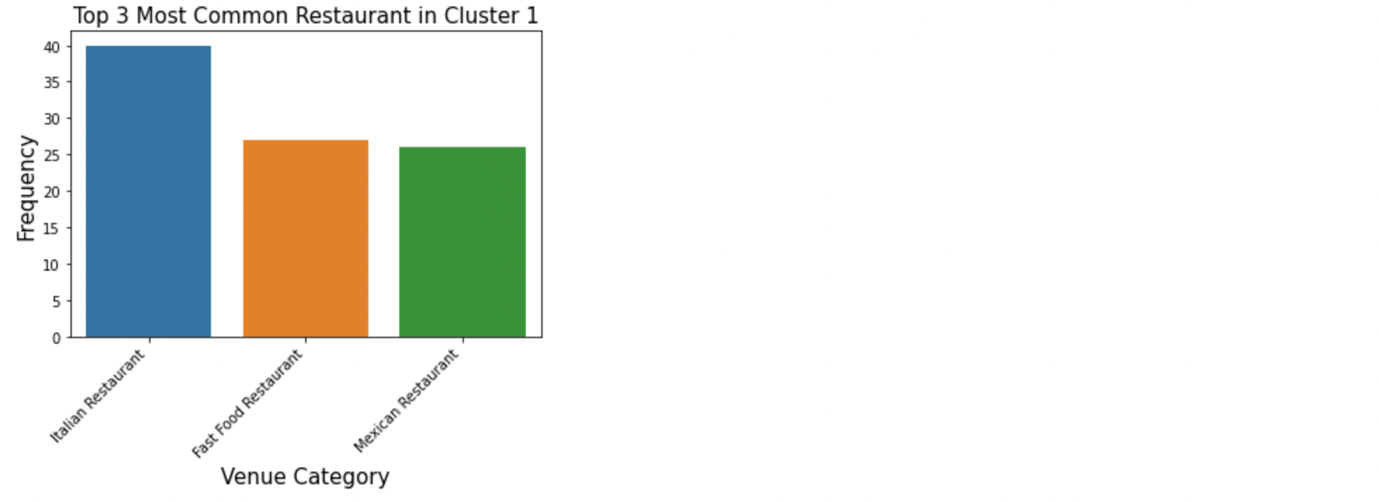 Top 3 Most Common Restaurant in Cluster 1
Frequency
40
35
30
25
20
15
10
5
0
Italian Restaurant
Fast Food Restaurant
Mexican Restaurant
Venue Category